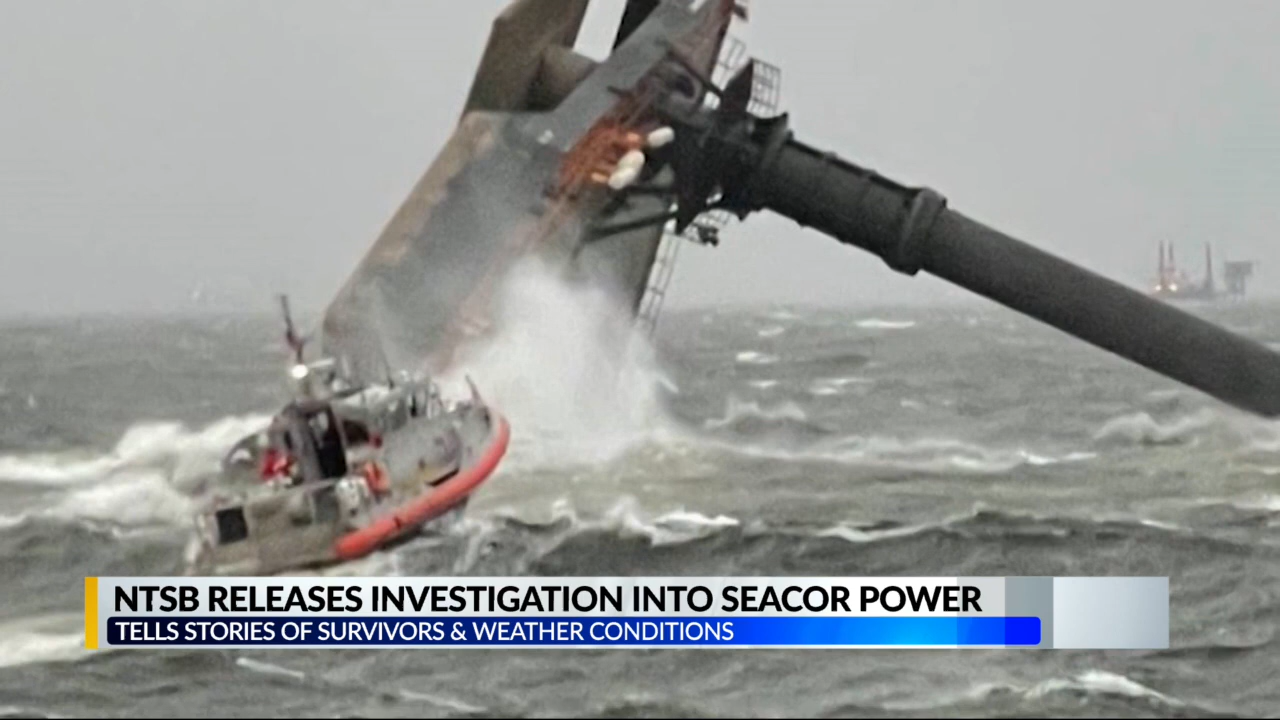 NTSB RELEASES INVESTIGATION INTO SEACOR POWER
TELLS STORIES OF SURVIVORS & WEATHER CONDITIONS